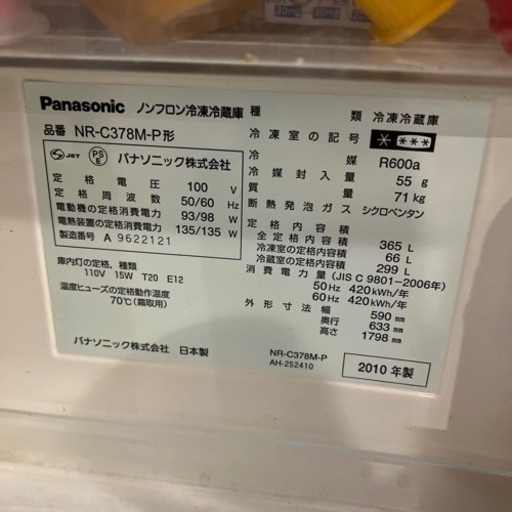 Panasonic ノンフロン冷凍冷蔵庫
品番 NR-C378M-P形
JET PSE パナソニック株式会社
定格電圧 100 V
定格周波数 50/60 Hz
電動機の定格消費電力 93/98 W
電熱装置の定格消費電力 135/135 W
製造番号 A 9622121
庫内灯の定格、種類
110V 15W T20 E12
温度ヒューズの定格動作温度
70℃(霜取用)
パナソニック株式会社 日本製
種類 冷凍冷蔵庫
冷凍室の記号 * ***
冷媒 R600a
冷媒封入量 55 g
質量 71 kg
断熱発泡ガス シクロペンタン
定格内容積
全定格内容積 365 L
冷凍室の定格内容積 66 L
冷蔵室の定格内容積 299 L
消費電力量(JIS C 9801-2006年)
50Hz 420 kWh/年
60Hz 420 kWh/年
外形寸法 幅 590 mm
奥行 633 mm
高さ 1798 mm
NR-C378M-P
AH-252410
2010 年製